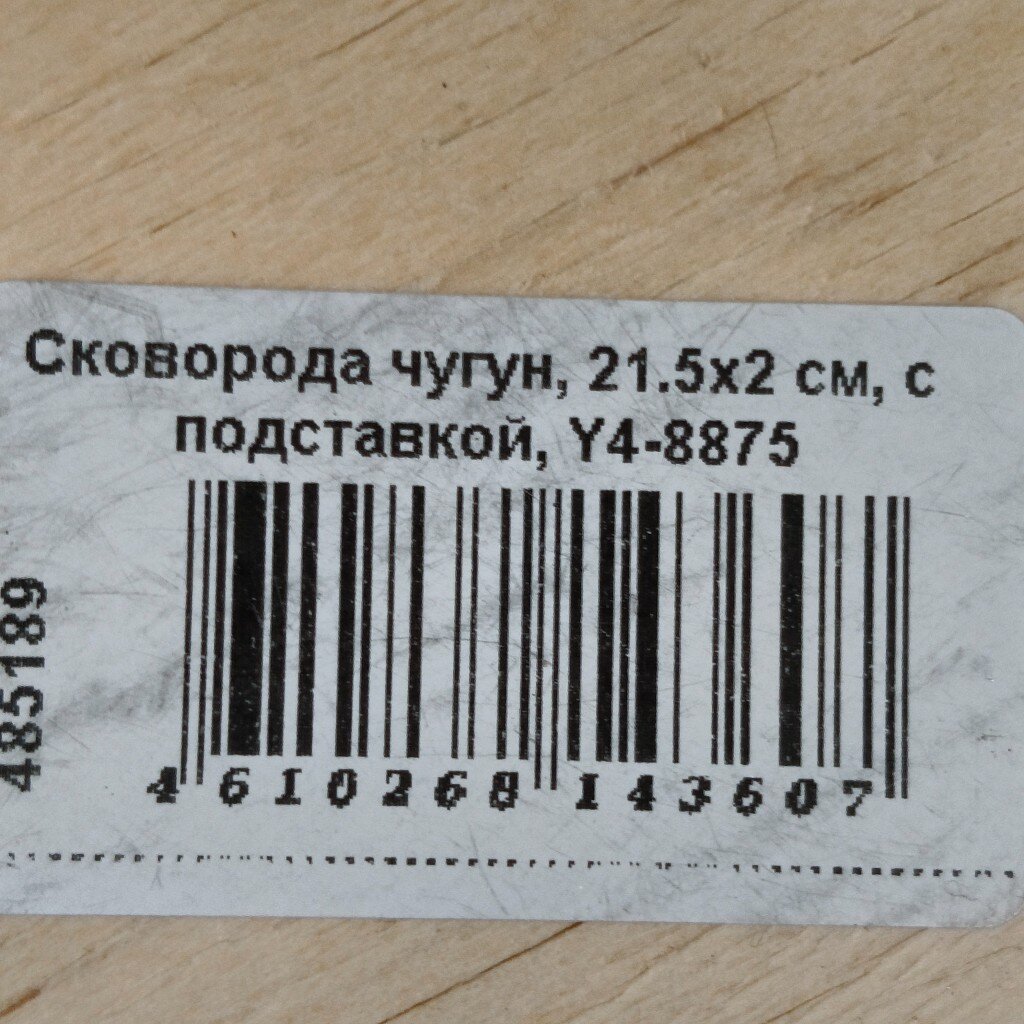 Сковорода чугун, 21.5х2 см, с
подставкой, Y4-8875
485189
4 610268 143607